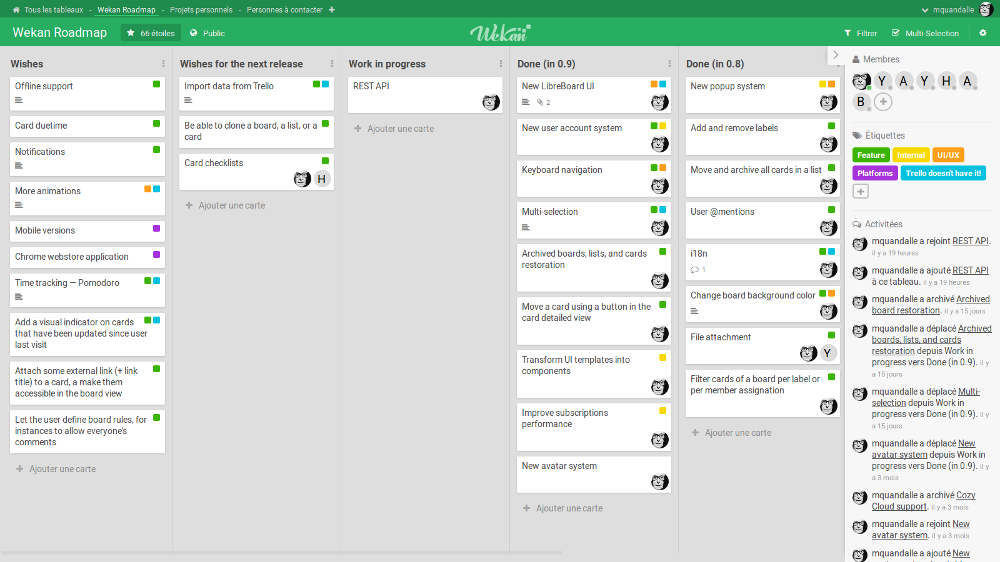 Tous les tableaux - Wekan Roadmap - Projets personnels - Personnes à contacter
mquandalle
Wekan Roadmap
66 étoiles
Public
Wekan
Filtrer
Multi-Selection
Wishes
Offline support
Card duetime
Notifications
More animations
Mobile versions
Chrome webstore application
Time tracking — Pomodoro
Add a visual indicator on cards
that have been updated since user
last visit
Attach some external link (+ link
title) to a card, a make them
accessible in the board view
Let the user define board rules, for
instances to allow everyone's
comments
Ajouter une carte
Wishes for the next release
Import data from Trello
Be able to clone a board, a list, or a
card
Card checklists
H
Ajouter une carte
Work in progress
REST API
Ajouter une carte
Done (in 0.9)
New LibreBoard UI
2
New user account system
Keyboard navigation
Multi-selection
Archived boards, lists, and cards
restoration
Move a card using a button in the
card detailed view
Transform UI templates into
components
Improve subscriptions
performance
New avatar system
Ajouter une carte
Done (in 0.8)
New popup system
Add and remove labels
Move and archive all cards in a list
User @mentions
i18n
1
Change board background color
File attachment
Y
Filter cards of a board per label or
per member assignation
Ajouter une carte
Membres
Y A Y H A
B
Étiquettes
Feature Internal UI/UX
Platforms Trello doesn't have it!
Activitées
mquandalle a rejoint REST API.
il y a 19 heures
mquandalle a ajouté REST API
à ce tableau. il y a 19 heures
mquandalle a archivé Archived
board restoration. il y a 15 jours
mquandalle a déplacé Archived
boards, lists, and cards
restoration depuis Work in
progress vers Done (in 0.9). il y
a 15 jours
mquandalle a déplacé Multi-
selection depuis Work in
progress vers Done (in 0.9). il y
a 15 jours
mquandalle a déplacé New
avatar system depuis Work in
progress vers Done (in 0.9). il y
a 3 mois
mquandalle a archivé Cozy
Cloud support. il y a 3 mois
mquandalle a rejoint New
avatar system. il y a 3 mois
mquandalle a ajouté New